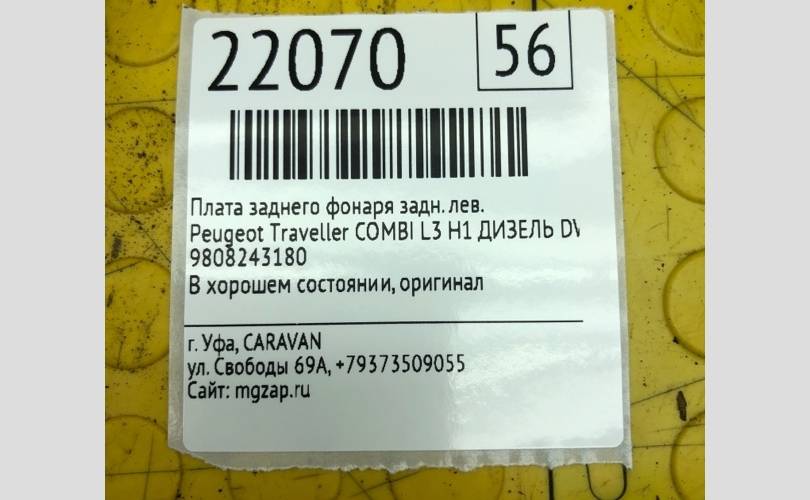 22070
56
Плата заднего фонаря задн. лев.
Peugeot Traveller COMBI L3 H1 ДИЗЕЛЬ
9808243180
В хорошем состоянии, оригинал
г. Уфа, CARAVAN
ул. Свободы 69А, +79373509055
Сайт: mgzap.ru